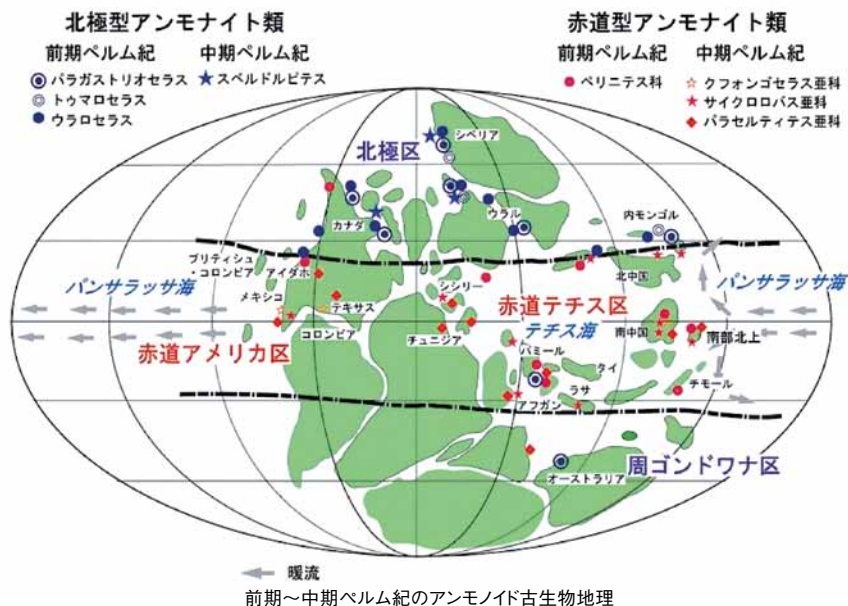 北極型アンモナイト類
前期ペルム紀
中期ペルム紀
パラガストリオセラス
スペルドルピテス
トゥマロセラス
ウラロセラス
赤道型アンモナイト類
前期ペルム紀
中期ペルム紀
ペリニテス科
クフォンゴセラス亜科
サイクロロバス亜科
パラセルティテス亜科
シベリア
北極区
カナダ
ウラル
内モンゴル
ブリティシュ
・コロンビア
アイダホ
北中国
パンサラッサ海
シシリー
赤道テチス区
パンサラッサ海
メキシコ
テキサス
テチス海
コロンビア
チュニジア
南中国
南部北上
赤道アメリカ区
パミール
タイ
ラサ
チモール
アフガン
周ゴンドワナ区
オーストラリア
暖流
前期～中期ペルム紀のアンモノイド古生物地理